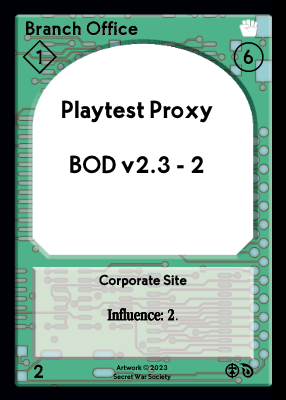 Branch Office
1
6
Playtest Proxy
BOD v2.3 - 2
Corporate Site
Influence: 2.
2
Artwork © 2023
Secret War Society